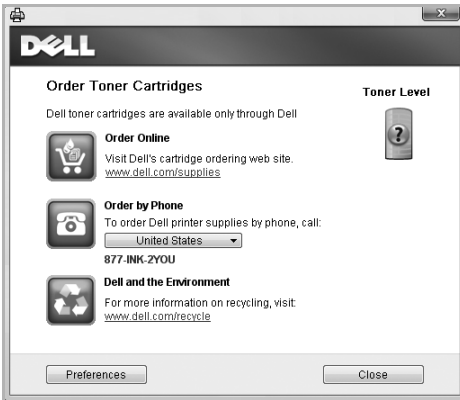 DELL
Order Toner Cartridges
Toner Level
Dell toner cartridges are available only through Dell
?
Order Online
Visit Dell's cartridge ordering web site.
www.dell.com/supplies
Order by Phone
To order Dell printer supplies by phone, call:
United States
877-INK-2YOU
Dell and the Environment
For more information on recycling, visit:
www.dell.com/recycle
Preferences
Close